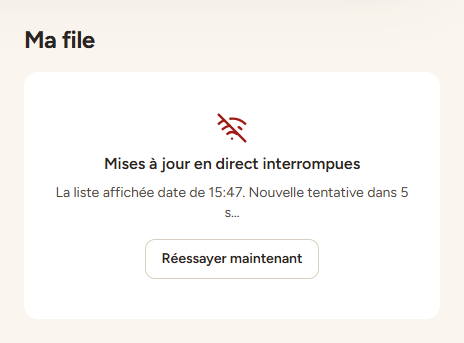 Ma file
Mises à jour en direct interrompues
La liste affichée date de 15:47. Nouvelle tentative dans 5
s...
Réessayer maintenant